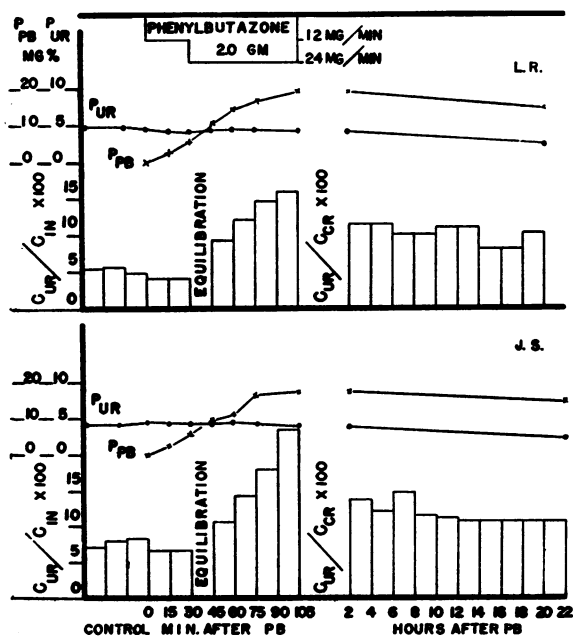 P PB P UR MG%
PHENYLBUTAZONE
2.0 GM
12 MG/MIN
24 MG/MIN
L.R.
20 10
10 5
0 0
P UR
P PB
C UR / C IN X 100
15
10
5
0
EQUILIBRATION
C UR / C CR X 100
J.S.
20 10
10 5
0 0
P UR
P PB
C UR / C IN X 100
15
10
5
0
EQUILIBRATION
C UR / C CR X 100
0 15 30 45 60 75 90 105
2 4 6 8 10 12 14 16 18 20 22
CONTROL MIN. AFTER PB
HOURS AFTER PB